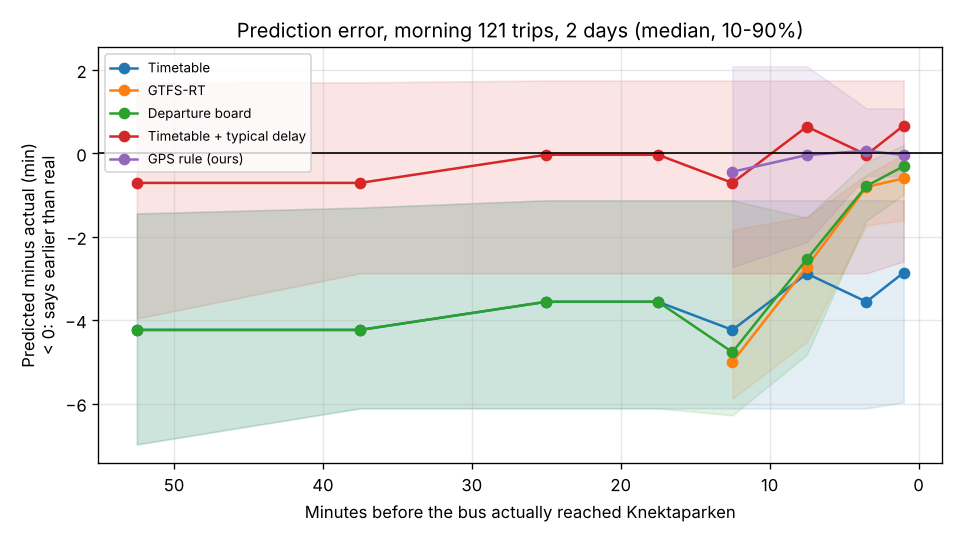 Prediction error, morning 121 trips, 2 days (median, 10-90%)
Timetable
GTFS-RT
Departure board
Timetable + typical delay
GPS rule (ours)
2
0
−2
−4
−6
Predicted minus actual (min)
< 0: says earlier than real
50
40
30
20
10
0
Minutes before the bus actually reached Knektaparken